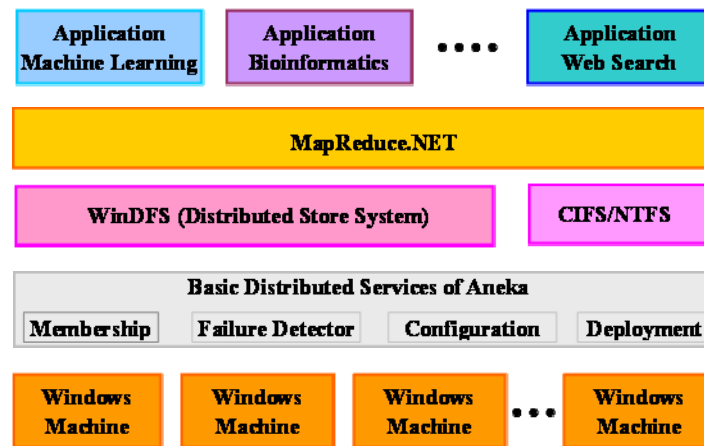 Application Machine Learning
Application Bioinformatics
Application Web Search
MapReduce.NET
WinDFS (Distributed Store System)
CIFS/NTFS
Basic Distributed Services of Aneka
Membership
Failure Detector
Configuration
Deployment
Windows Machine
Windows Machine
Windows Machine
Windows Machine